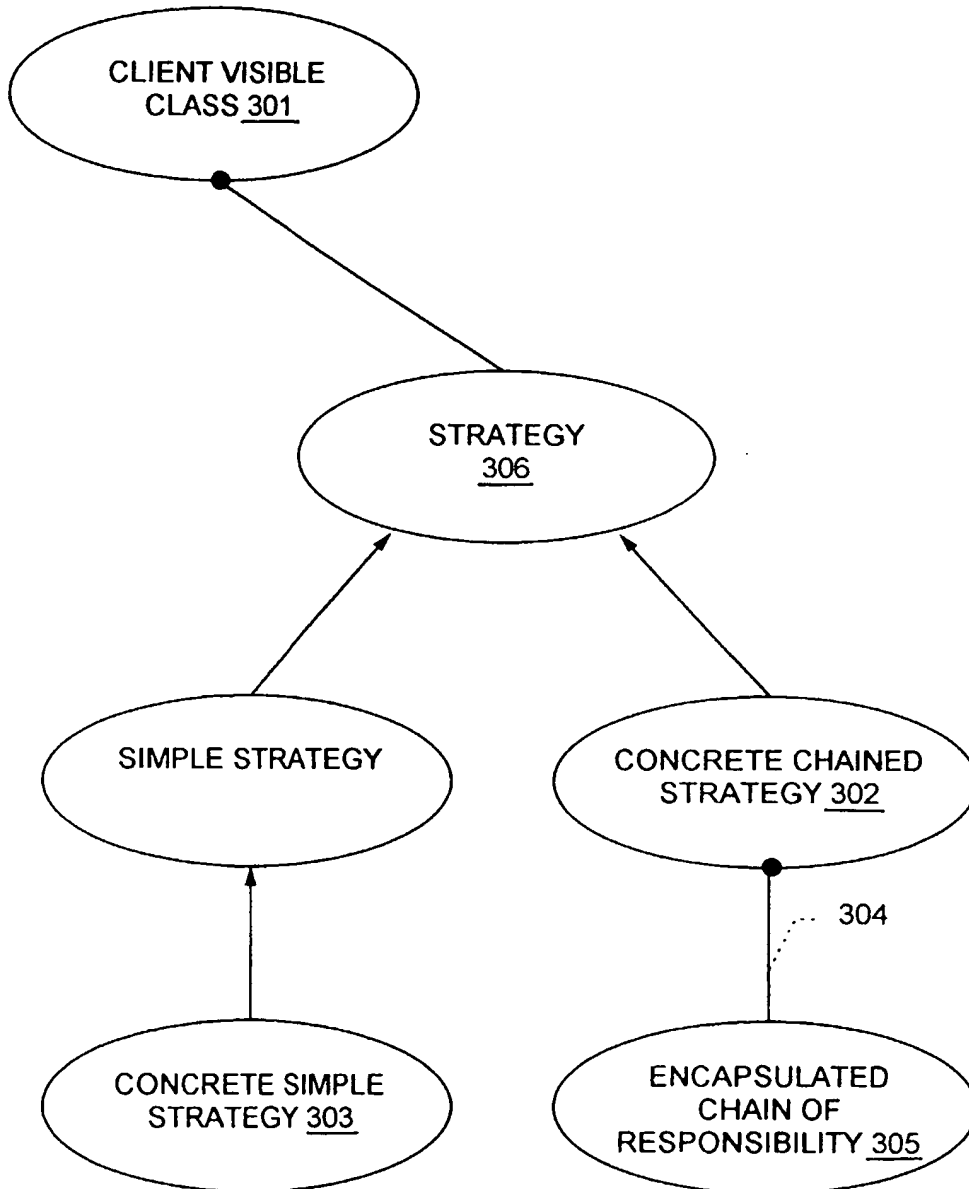 CLIENT VISIBLE
CLASS 301
STRATEGY
306
SIMPLE STRATEGY
CONCRETE CHAINED
STRATEGY 302
304
CONCRETE SIMPLE
STRATEGY 303
ENCAPSULATED
CHAIN OF
RESPONSIBILITY 305